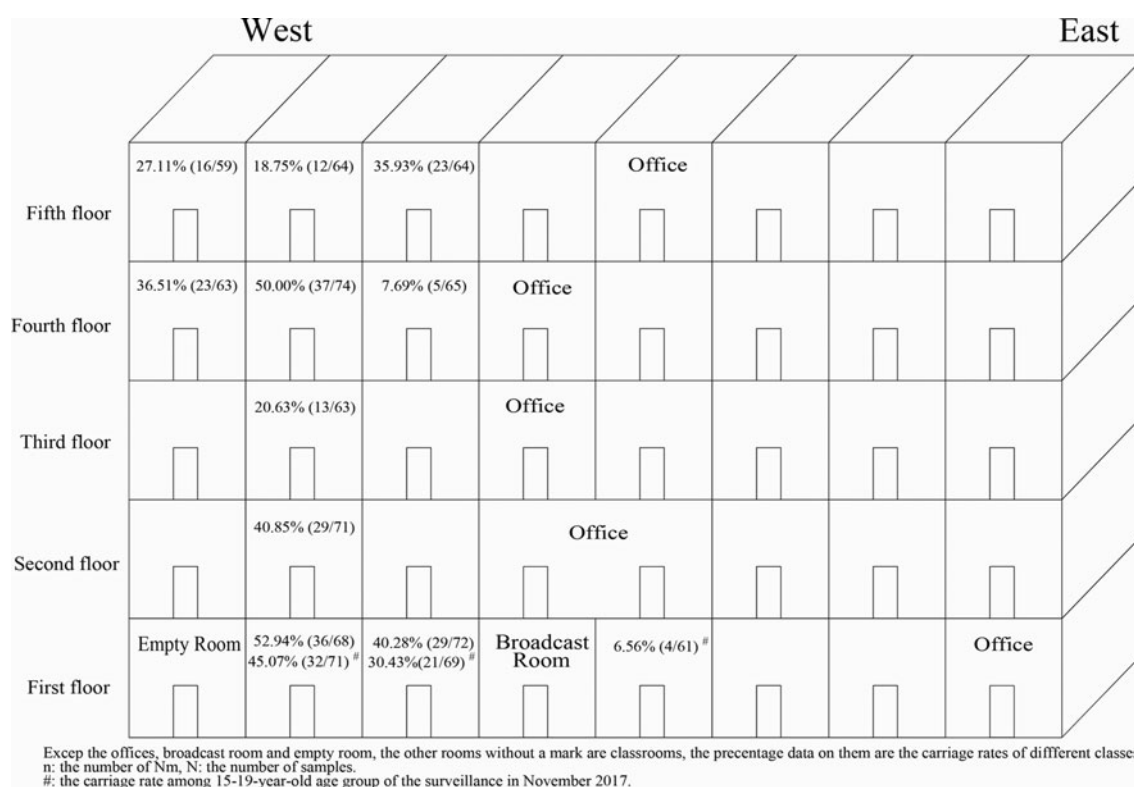 West East
27.11% (16/59) 18.75% (12/64) 35.93% (23/64) Office
Fifth floor
36.51% (23/63) 50.00% (37/74) 7.69% (5/65) Office
Fourth floor
20.63% (13/63) Office
Third floor
40.85% (29/71) Office
Second floor
Empty Room 52.94% (36/68) 40.28% (29/72) Broadcast 6.56% (4/61) # Office
45.07% (32/71) # 30.43%(21/69) # Room
First floor
Excep the offices, broadcast room and empty room, the other rooms without a mark are classrooms, the precentage data on them are the carriage rates of diffferent classe
n: the number of Nm, N: the number of samples.
#: the carriage rate among 15-19-year-old age group of the surveillance in November 2017.